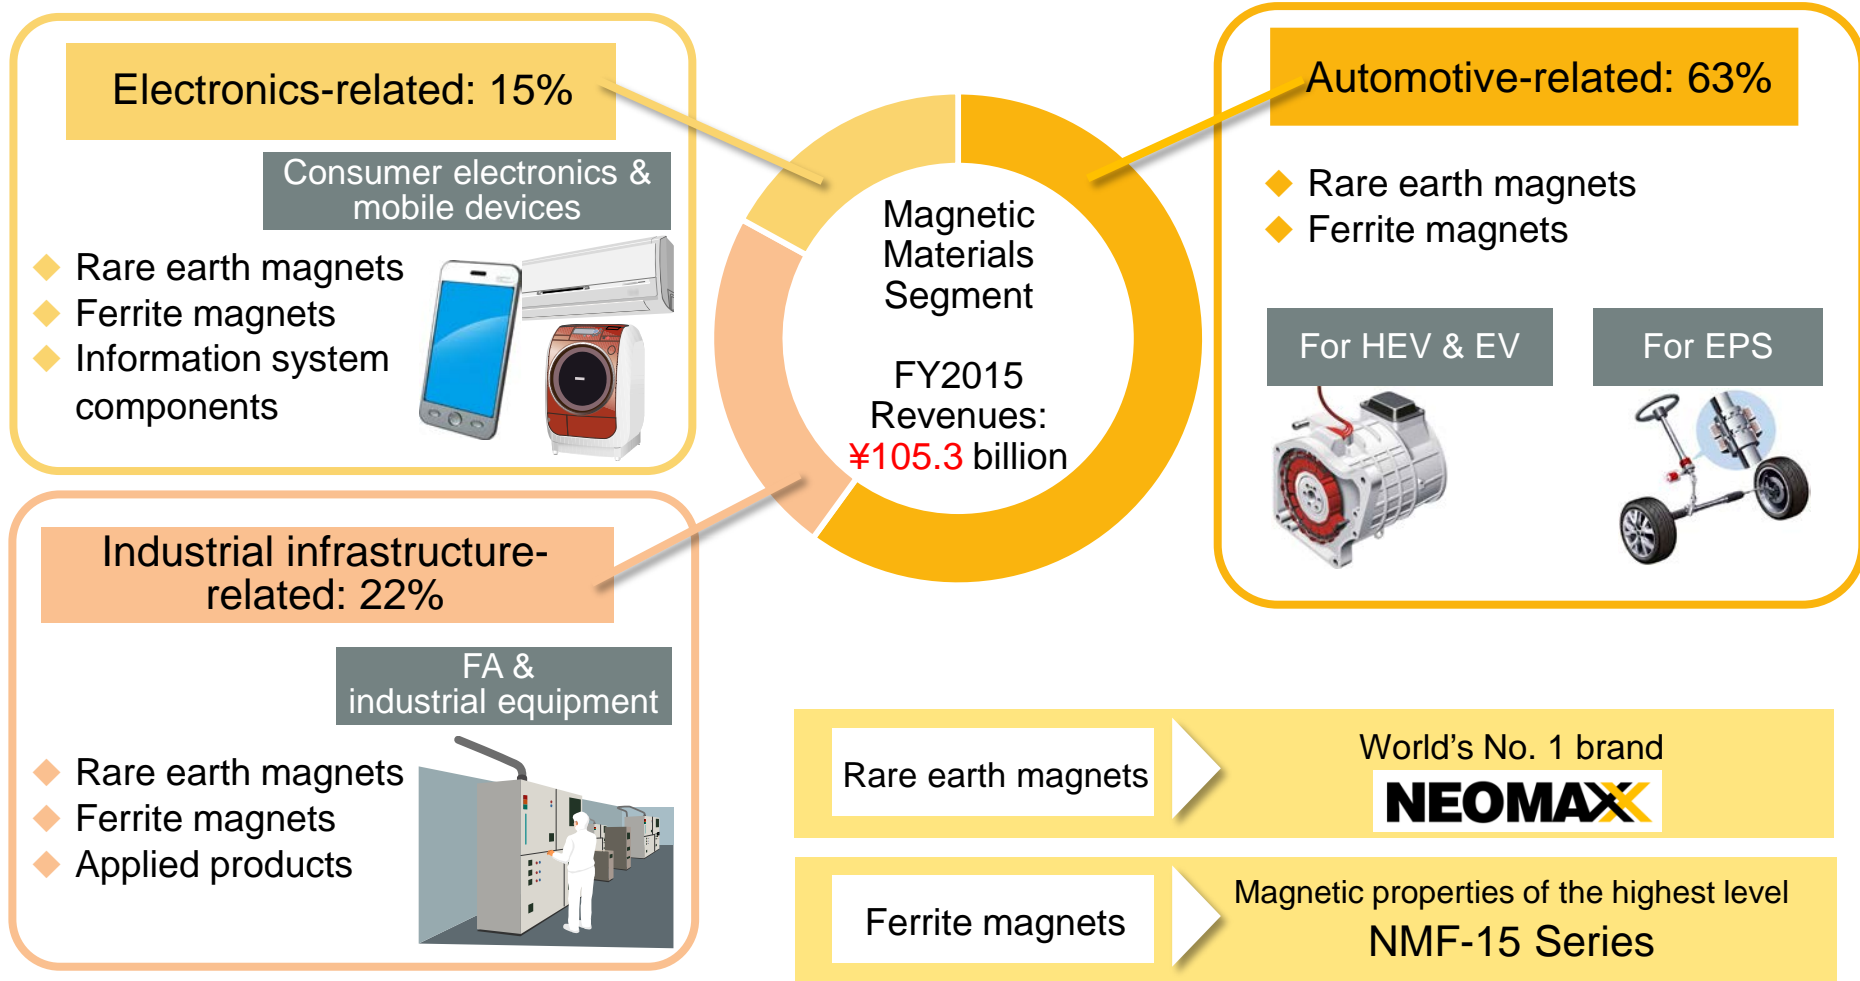 Electronics-related: 15%
Consumer electronics &
mobile devices
Rare earth magnets
Ferrite magnets
Information system
components
Industrial infrastructure-
related: 22%
FA &
industrial equipment
Rare earth magnets
Ferrite magnets
Applied products
Magnetic
Materials
Segment
FY2015
Revenues:
¥105.3 billion
Automotive-related: 63%
Rare earth magnets
Ferrite magnets
For HEV & EV
For EPS
Rare earth magnets
World's No. 1 brand
NEOMAX
Ferrite magnets
Magnetic properties of the highest level
NMF-15 Series